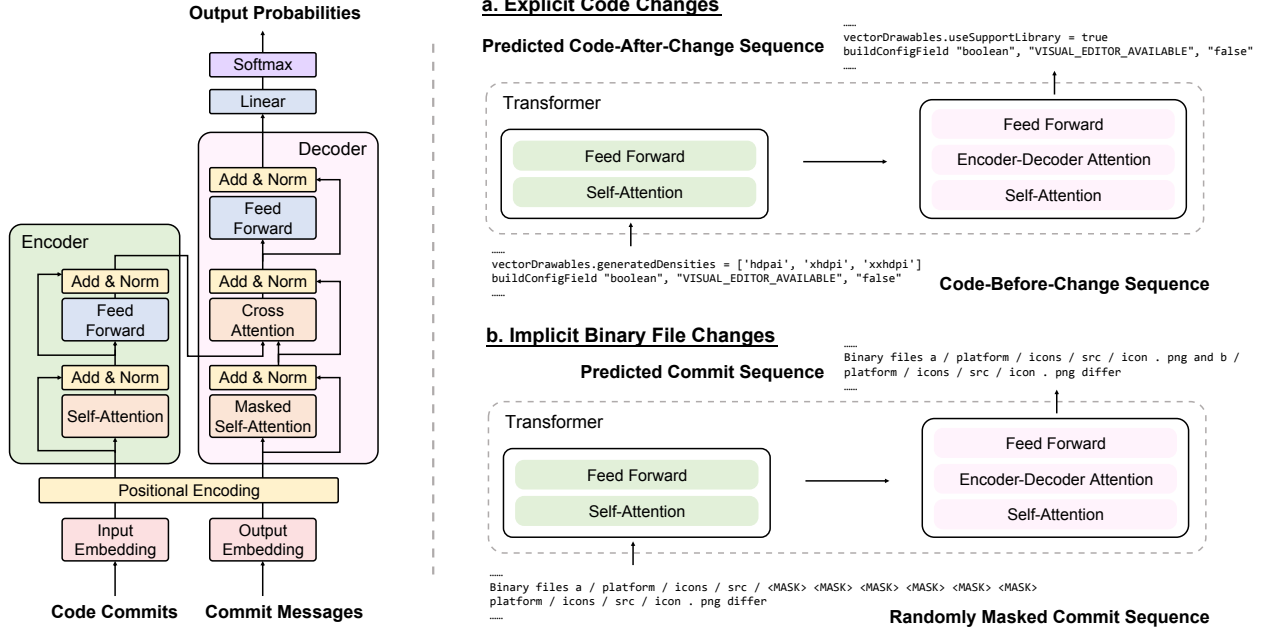 Output Probabilities
Softmax
Linear
Decoder
Add & Norm
Feed
Forward
Encoder
Add & Norm
Add & Norm
Feed
Forward
Cross
Attention
Add & Norm
Add & Norm
Self-Attention
Masked
Self-Attention
Positional Encoding
Input
Embedding
Output
Embedding
Code Commits
Commit Messages
a. Explicit Code Changes
Predicted Code-After-Change Sequence
......
vectorDrawables.useSupportLibrary = true
buildConfigField "boolean", "VISUAL_EDITOR_AVAILABLE", "false"
......
Transformer
Feed Forward
Self-Attention
Feed Forward
Encoder-Decoder Attention
Self-Attention
......
vectorDrawables.generatedDensities = ['hdpai', 'xhdpi', 'xxhdpi']
buildConfigField "boolean", "VISUAL_EDITOR_AVAILABLE", "false"
......
Code-Before-Change Sequence
b. Implicit Binary File Changes
Predicted Commit Sequence
......
Binary files a / platform / icons / src / icon . png and b /
platform / icons / src / icon . png differ
......
Transformer
Feed Forward
Self-Attention
Feed Forward
Encoder-Decoder Attention
Self-Attention
......
Binary files a / platform / icons / src / <MASK> <MASK> <MASK> <MASK> <MASK> <MASK>
platform / icons / src / icon . png differ
......
Randomly Masked Commit Sequence